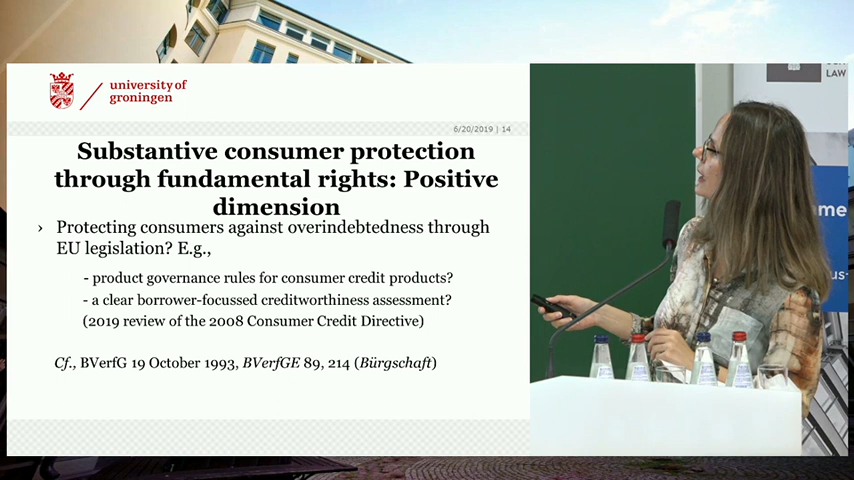 university of
groningen
6/20/2019 | 14
Substantive consumer protection
through fundamental rights: Positive
dimension
› Protecting consumers against overindebtedness through
EU legislation? E.g.,
- product governance rules for consumer credit products?
- a clear borrower-focussed creditworthiness assessment?
(2019 review of the 2008 Consumer Credit Directive)
Cf., BVerfG 19 October 1993, BVerfGE 89, 214 (Bürgschaft)
LAW
me
us-